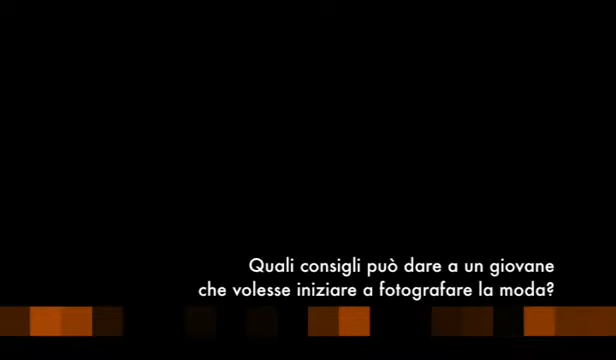 Quali consigli può dare a un giovane
che volesse iniziare a fotografare la moda?